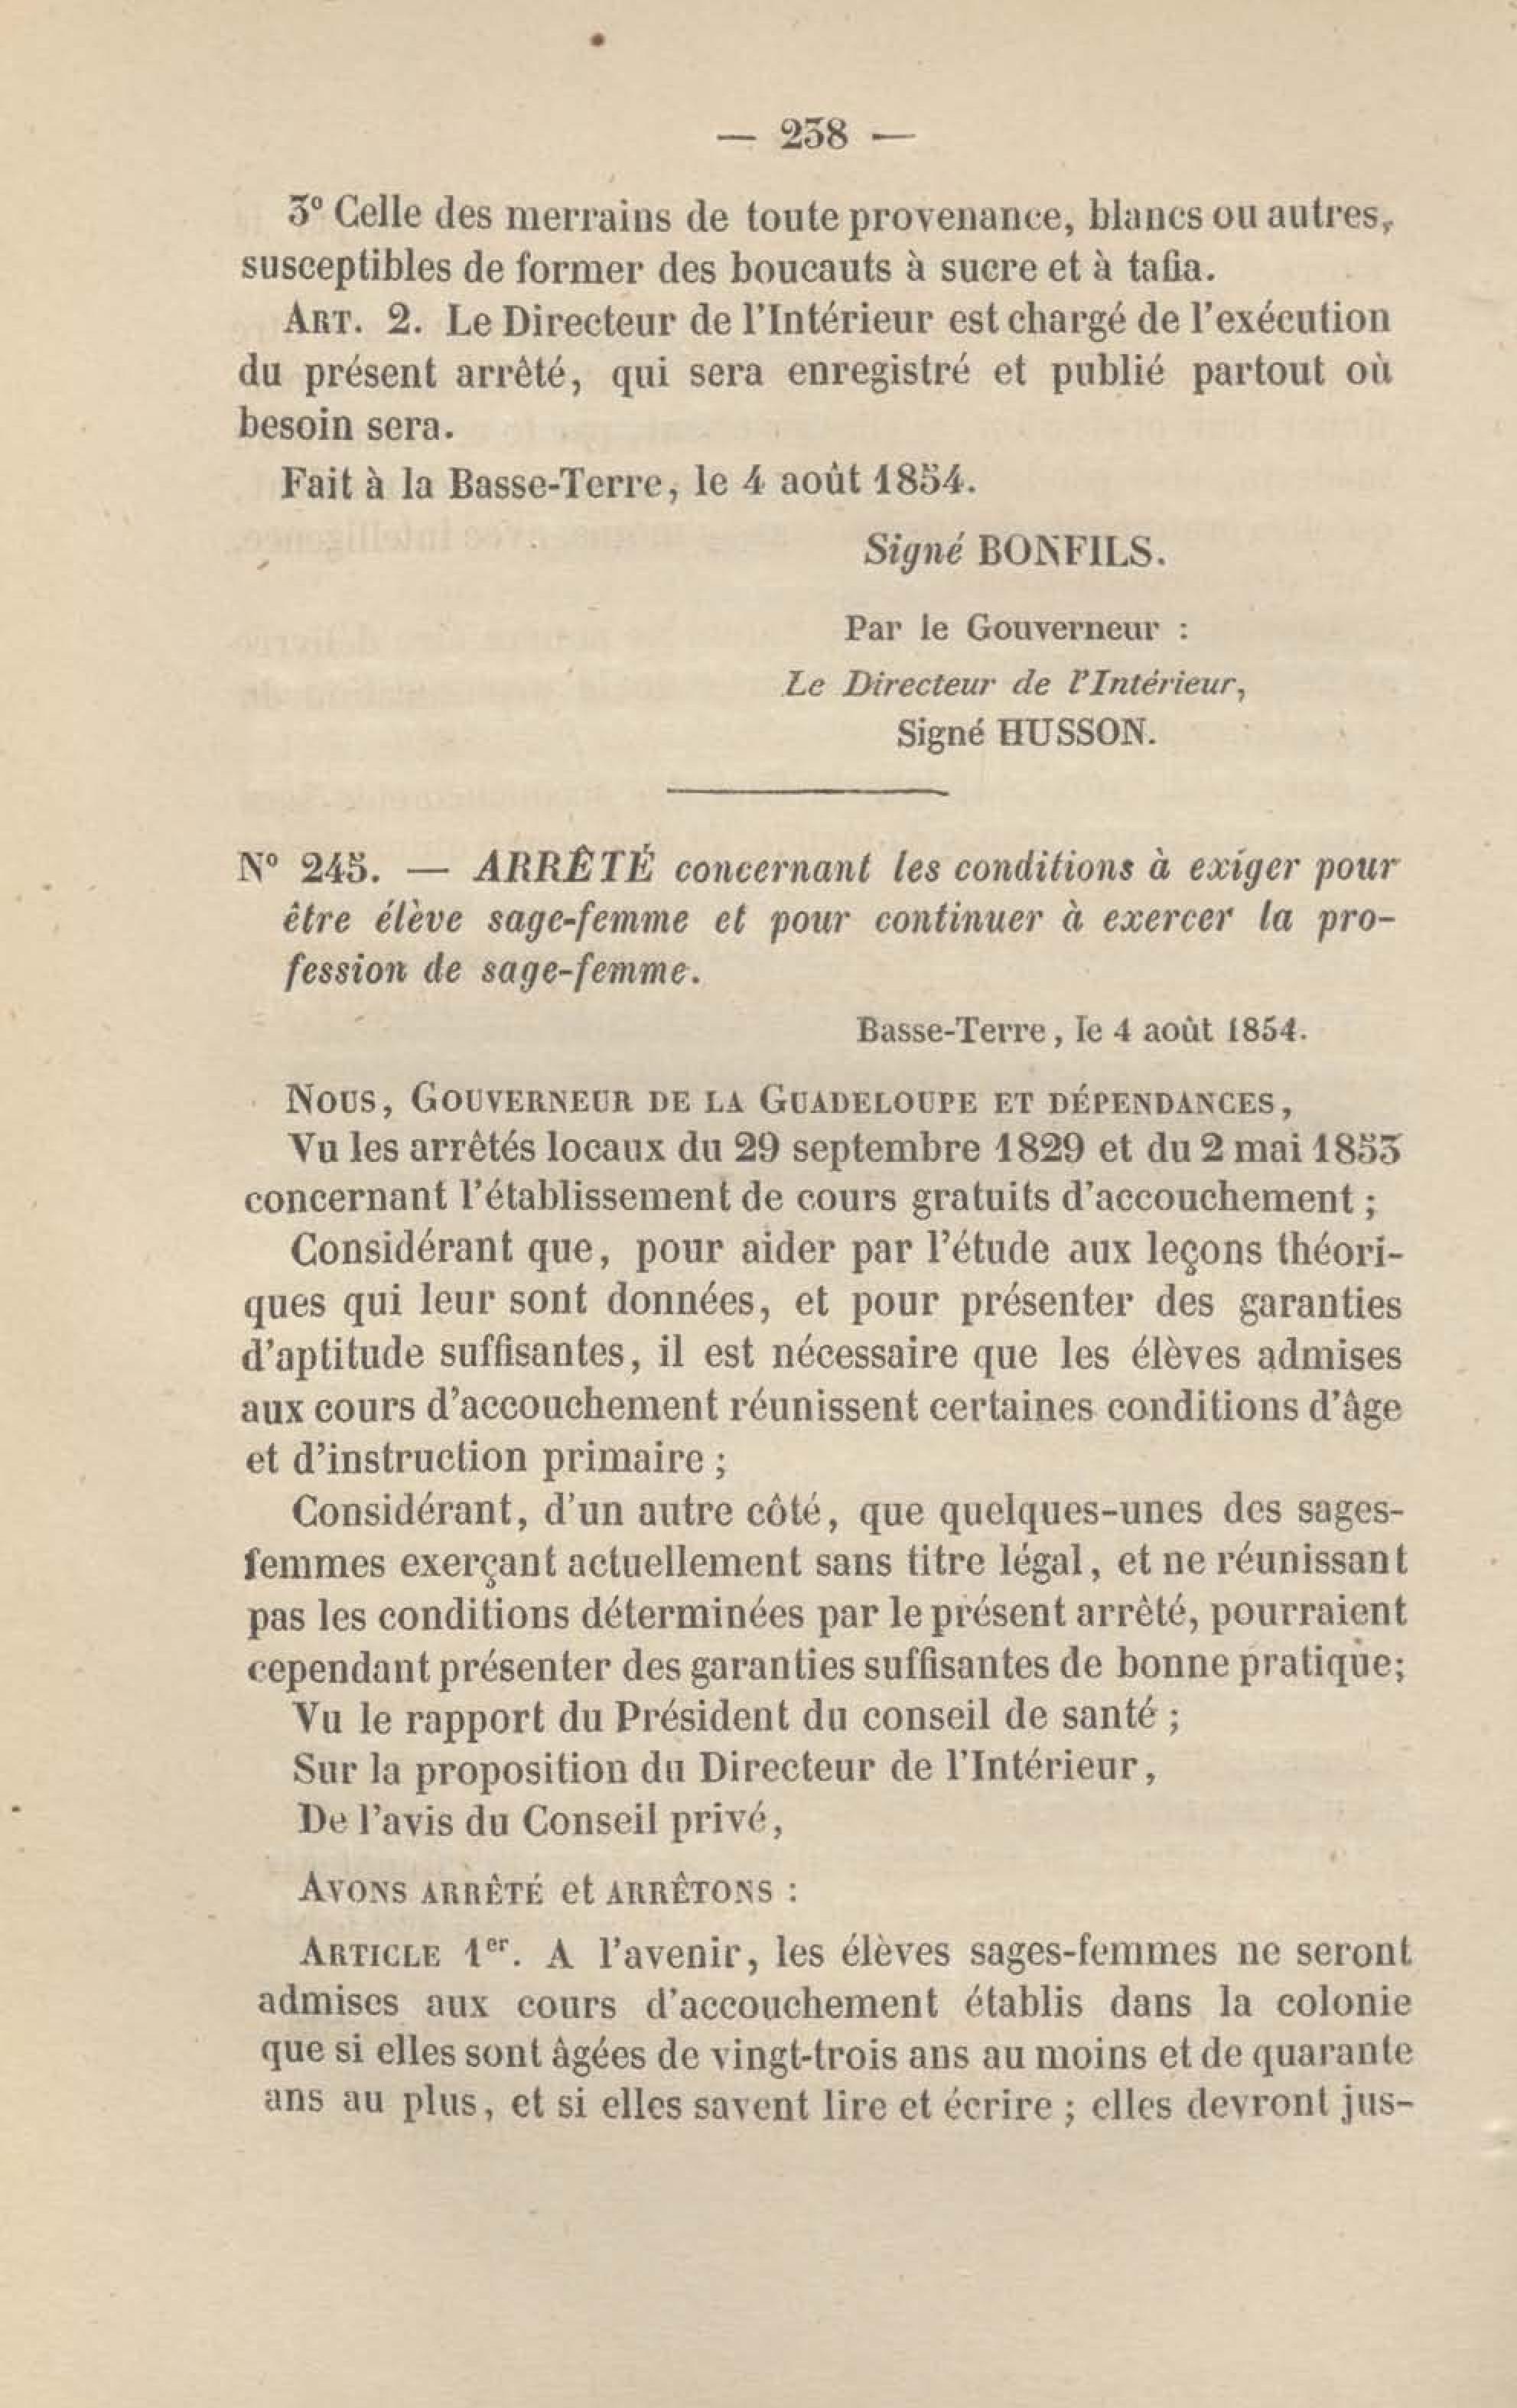 — 238 —
3º Celle des merrains de toute provenance, blancs ou autres,
susceptibles de former des boucauts à sucre et à tafia.
ART. 2. Le Directeur de l'Intérieur est chargé de l'exécution
du présent arrêté, qui sera enregistré et publié partout où
besoin sera.
Fait à la Basse-Terre, le 4 août 1854.
Signé BONFILS.
Par le Gouverneur :
Le Directeur de l'Intérieur,
Signé HUSSON.
Nº 245. — ARRÊTÉ concernant les conditions à exiger pour
être élève sage-femme et pour continuer à exercer la pro-
fession de sage-femme.
Basse-Terre, le 4 août 1854.
NOUS, GOUVERNEUR DE LA GUADELOUPE ET DÉPENDANCES,
Vu les arrêtés locaux du 29 septembre 1829 et du 2 mai 1853
concernant l'établissement de cours gratuits d'accouchement ;
Considérant que, pour aider par l'étude aux leçons théori-
ques qui leur sont données, et pour présenter des garanties
d'aptitude suffisantes, il est nécessaire que les élèves admises
aux cours d'accouchement réunissent certaines conditions d'âge
et d'instruction primaire ;
Considérant, d'un autre côté, que quelques-unes des sages-
femmes exerçant actuellement sans titre légal, et ne réunissant
pas les conditions déterminées par le présent arrêté, pourraient
cependant présenter des garanties suffisantes de bonne pratique;
Vu le rapport du Président du conseil de santé ;
Sur la proposition du Directeur de l'Intérieur,
De l'avis du Conseil privé,
AVONS ARRÊTÉ et ARRÊTONS :
ARTICLE 1er. A l'avenir, les élèves sages-femmes ne seront
admises aux cours d'accouchement établis dans la colonie
que si elles sont âgées de vingt-trois ans au moins et de quarante
ans au plus, et si elles savent lire et écrire ; elles devront jus-